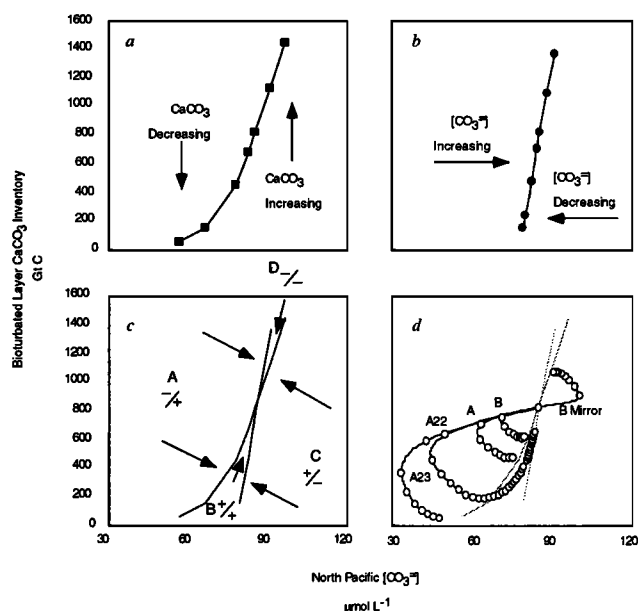 1600
1400
1200
1000
800
600
400
200
0
a
CaCO3
Decreasing
CaCO3
Increasing
b
[CO3=]
Increasing
[CO3=]
Decreasing
Bioturbated Layer CaCO3 Inventory
Gt C
D −/−
1600
1400
1200
1000
800
600
400
200
0
c
A
−/+
C
+/−
B +/+
d
B
A
A22
A23
B Mirror
30
60
90
120
30
60
90
120
North Pacific [CO3=]
μmol L−1